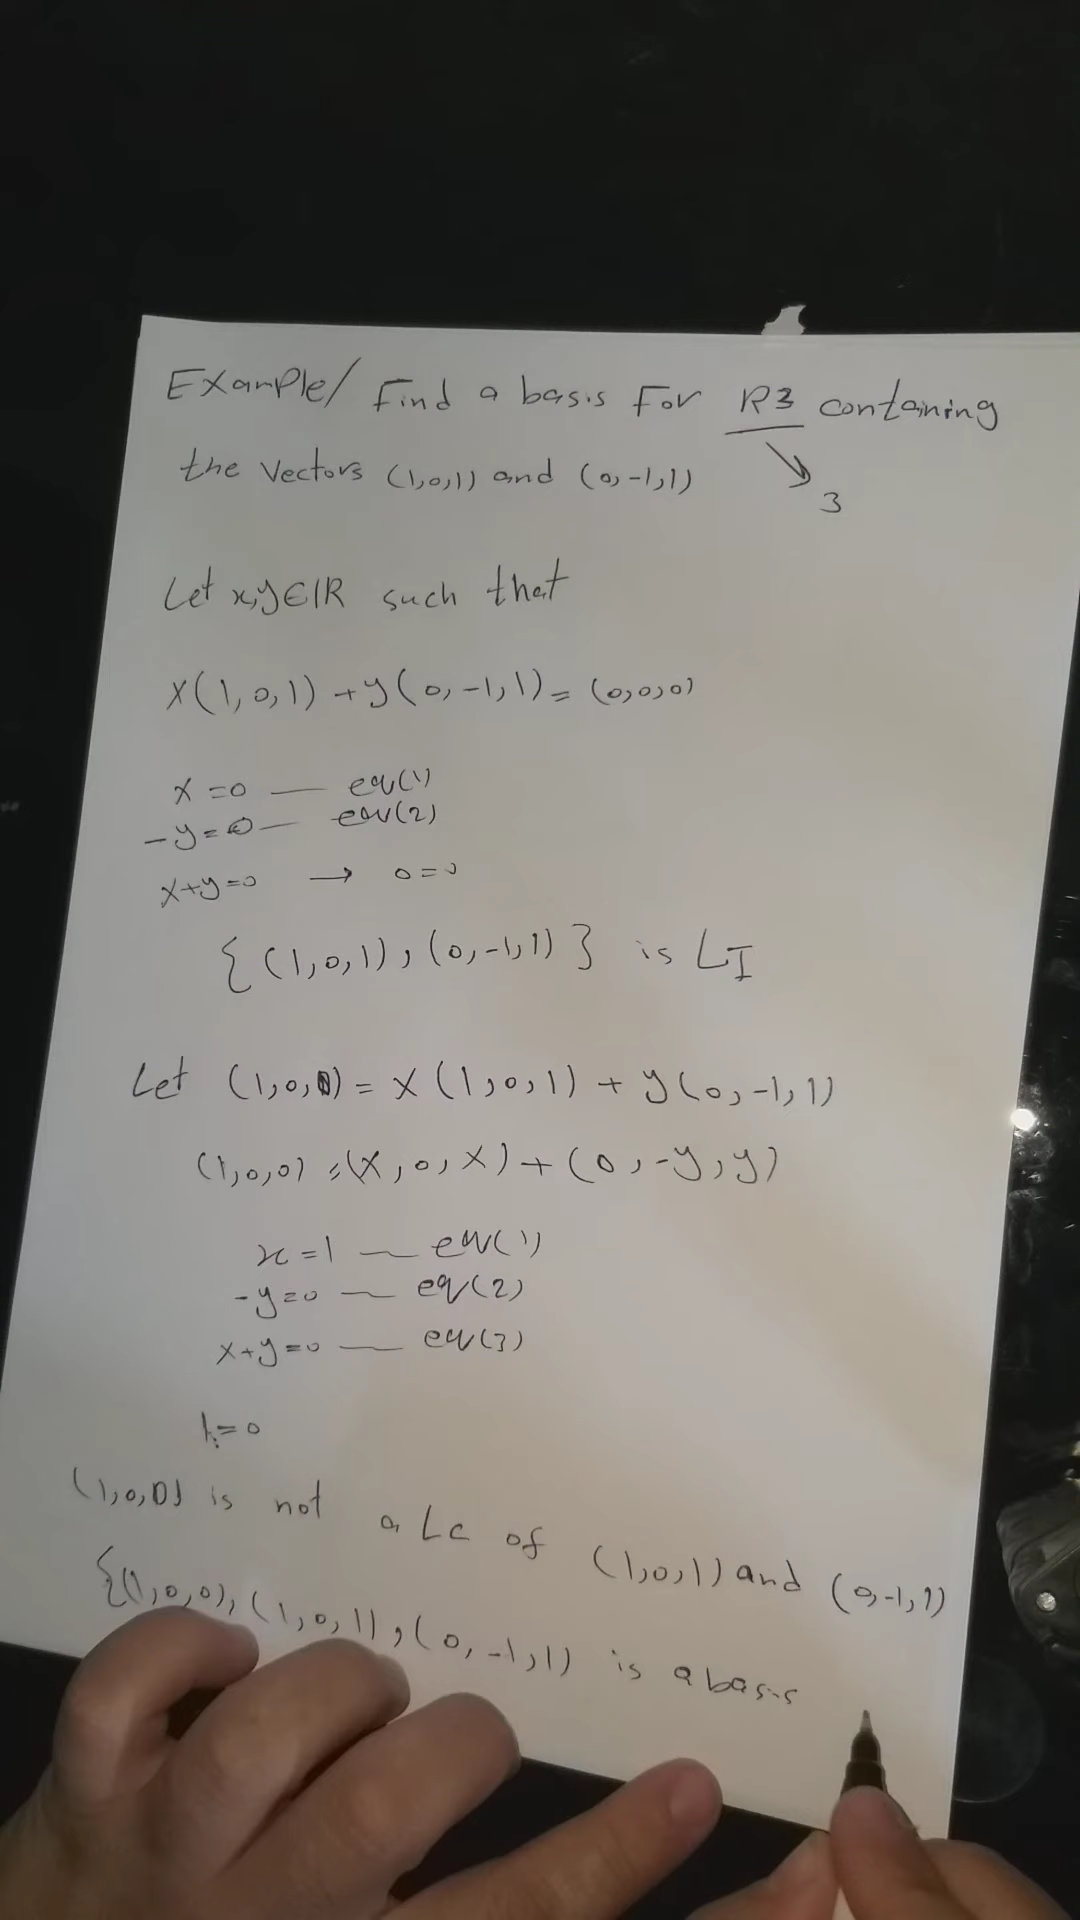 Example/ Find a basis For R3 containing
the vectors (1,0,1) and (0,-1,1)
3
Let x,y∈ℝ such that
x(1,0,1)+y(0,-1,1)=(0,0,0)
x=0 — eq(1)
-y=0 — eq(2)
x+y=0 → 0=0
{(1,0,1),(0,-1,1)} is LI
Let (1,0,0)=x(1,0,1)+y(0,-1,1)
(1,0,0)=(x,0,x)+(0,-y,y)
x=1 — eq(1)
-y=0 — eq(2)
x+y=0 — eq(3)
1=0
(1,0,0) is not a Lc of (1,0,1) and (0,-1,1)
{(1,0,0),(1,0,1),(0,-1,1) is a basis